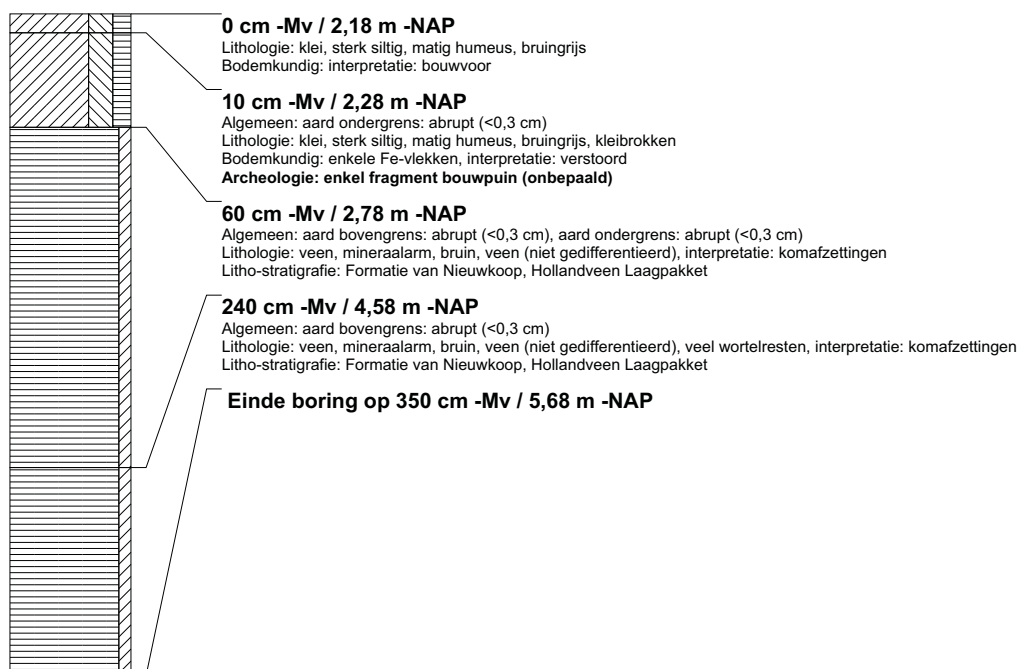 0 cm -Mv / 2,18 m -NAP
Lithologie: klei, sterk siltig, matig humeus, bruingrijs
Bodemkundig: interpretatie: bouwvoor
10 cm -Mv / 2,28 m -NAP
Algemeen: aard ondergrens: abrupt (<0,3 cm)
Lithologie: klei, sterk siltig, matig humeus, bruingrijs, kleibrokken
Bodemkundig: enkele Fe-vlekken, interpretatie: verstoord
Archeologie: enkel fragment bouwpuin (onbepaald)
60 cm -Mv / 2,78 m -NAP
Algemeen: aard bovengrens: abrupt (<0,3 cm), aard ondergrens: abrupt (<0,3 cm)
Lithologie: veen, mineraalarm, bruin, veen (niet gedifferentieerd), interpretatie: komafzettingen
Litho-stratigrafie: Formatie van Nieuwkoop, Hollandveen Laagpakket
240 cm -Mv / 4,58 m -NAP
Algemeen: aard bovengrens: abrupt (<0,3 cm)
Lithologie: veen, mineraalarm, bruin, veen (niet gedifferentieerd), veel wortelresten, interpretatie: komafzettingen
Litho-stratigrafie: Formatie van Nieuwkoop, Hollandveen Laagpakket
Einde boring op 350 cm -Mv / 5,68 m -NAP